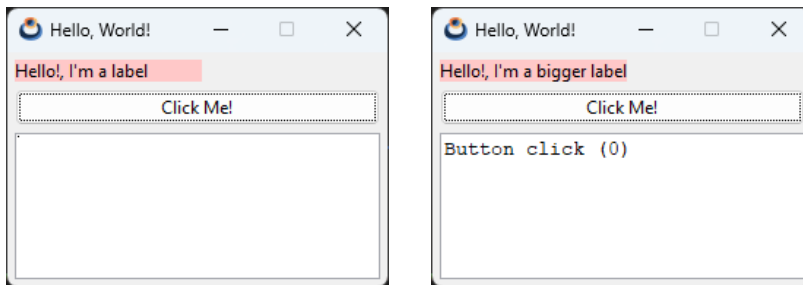 Hello, World!
Hello!, I'm a label
Click Me!
Hello, World!
Hello!, I'm a bigger label
Click Me!
Button click (0)